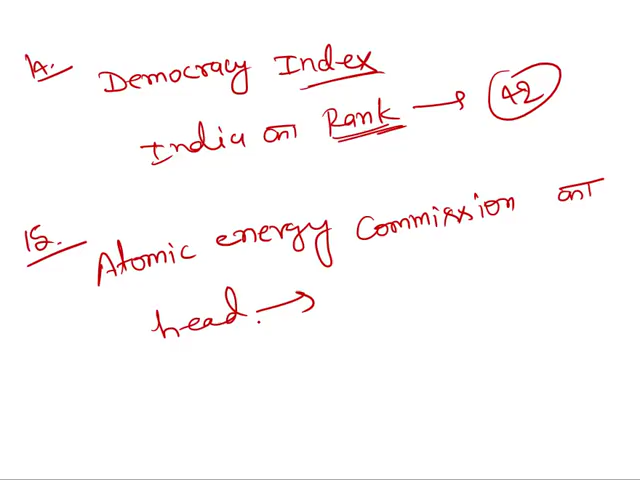 14. Democracy Index
India का Rank → 42
15. Atomic energy Commission का
head. →